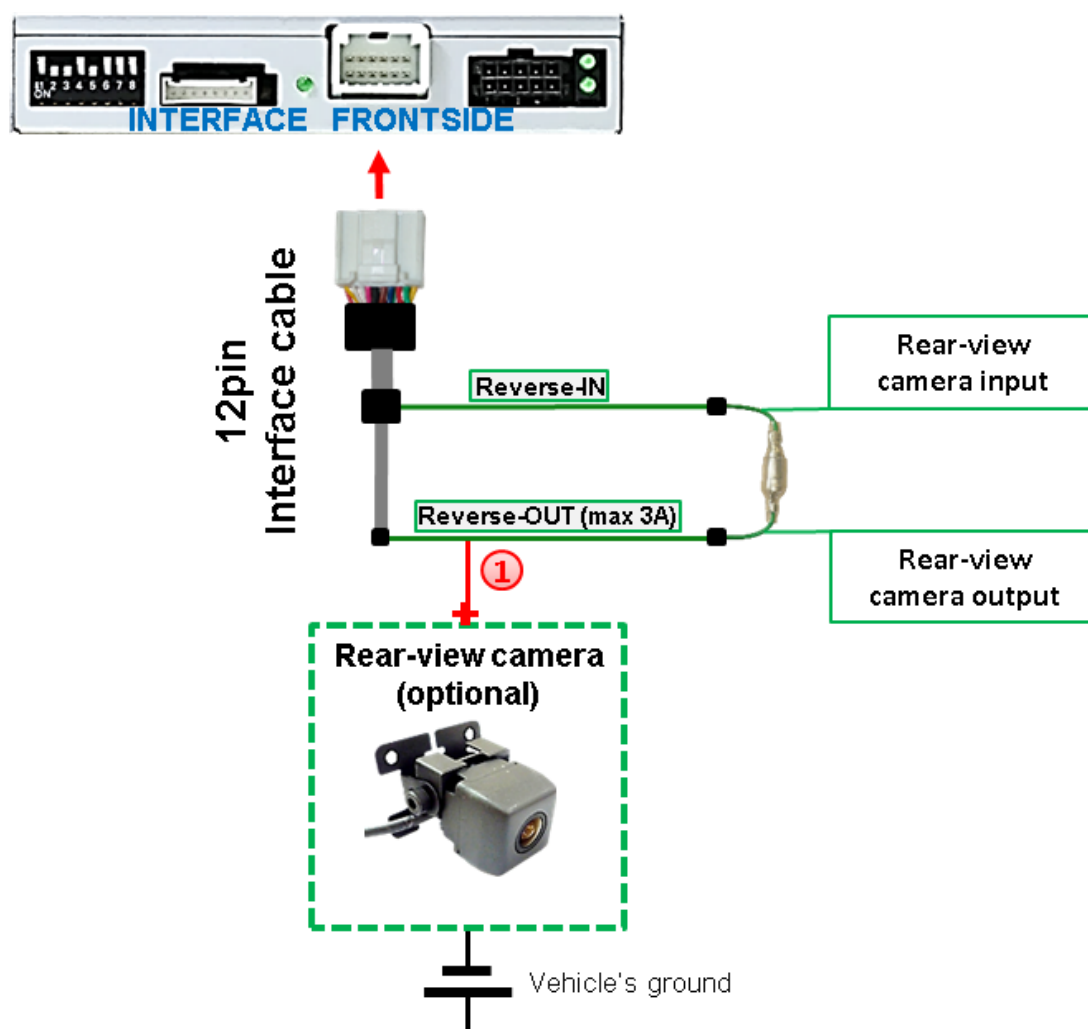 ON
1 2 3 4 5 6 7 8
INTERFACE FRONTSIDE
12pin
Interface cable
Reverse-IN
Rear-view
camera input
Reverse-OUT (max 3A)
1
Rear-view
camera output
Rear-view camera
(optional)
Vehicle's ground